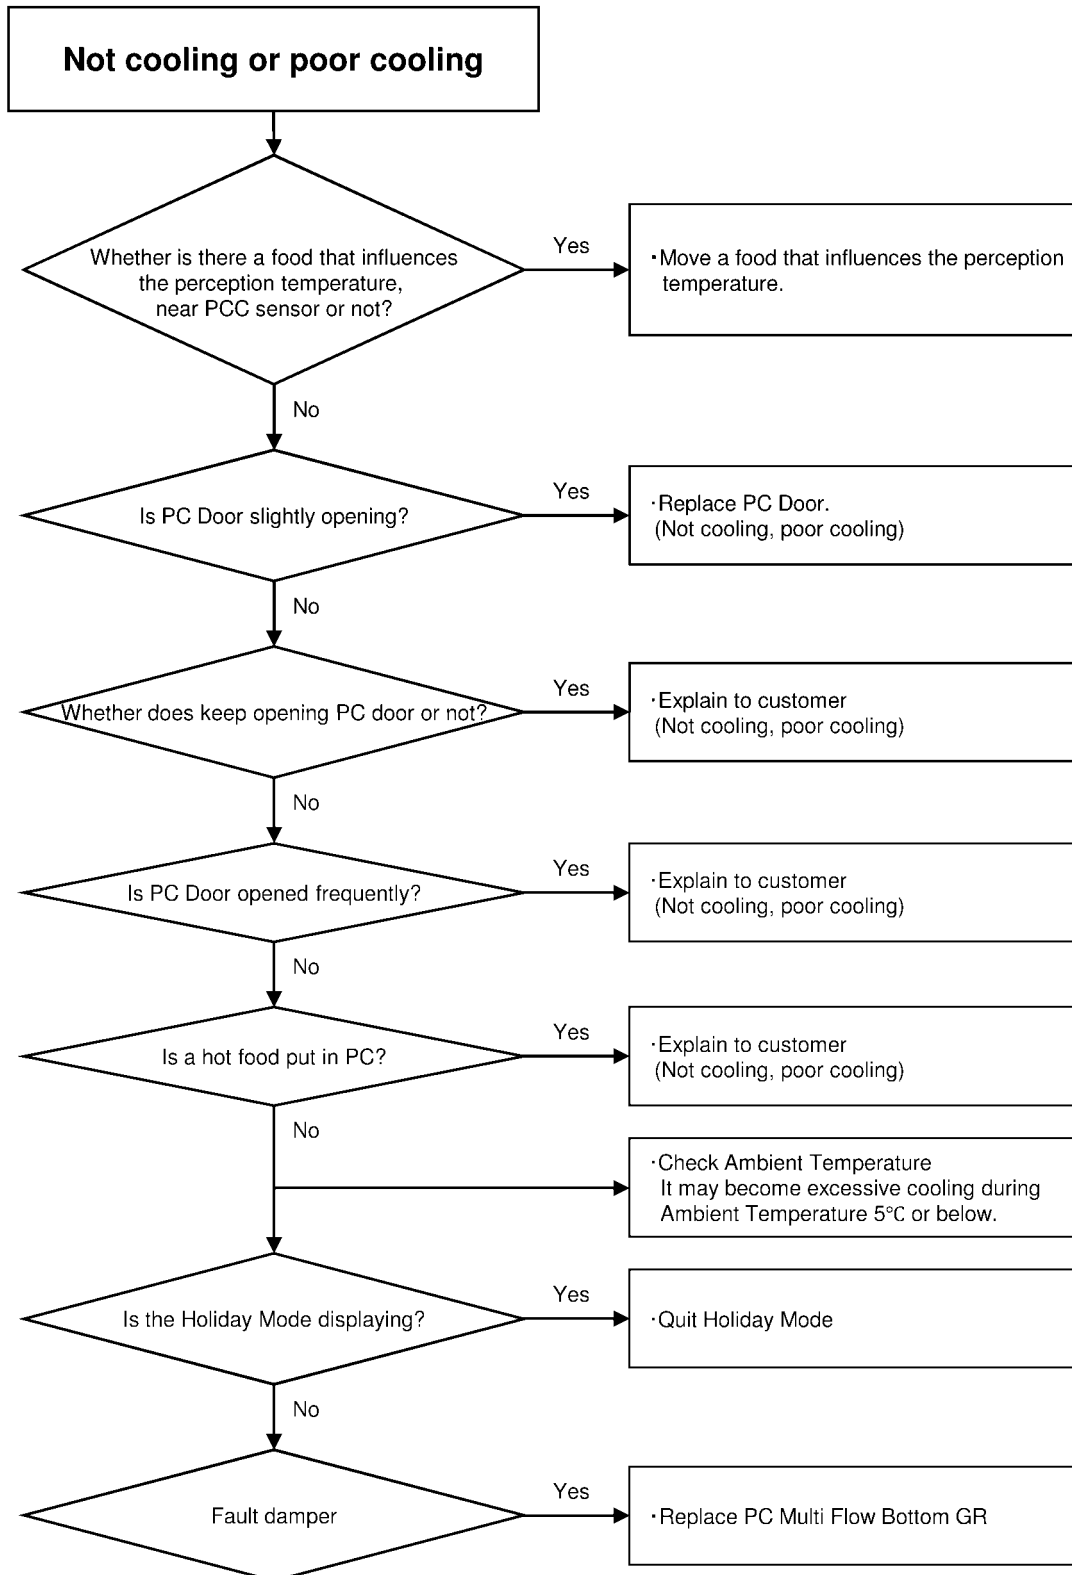 Not cooling or poor cooling
Whether is there a food that influences
the perception temperature,
near PCC sensor or not?
Yes
·Move a food that influences the perception
temperature.
No
Is PC Door slightly opening?
Yes
·Replace PC Door.
(Not cooling, poor cooling)
No
Whether does keep opening PC door or not?
Yes
·Explain to customer
(Not cooling, poor cooling)
No
Is PC Door opened frequently?
Yes
·Explain to customer
(Not cooling, poor cooling)
No
Is a hot food put in PC?
Yes
·Explain to customer
(Not cooling, poor cooling)
No
·Check Ambient Temperature
It may become excessive cooling during
Ambient Temperature 5℃ or below.
Is the Holiday Mode displaying?
Yes
·Quit Holiday Mode
No
Fault damper
Yes
·Replace PC Multi Flow Bottom GR